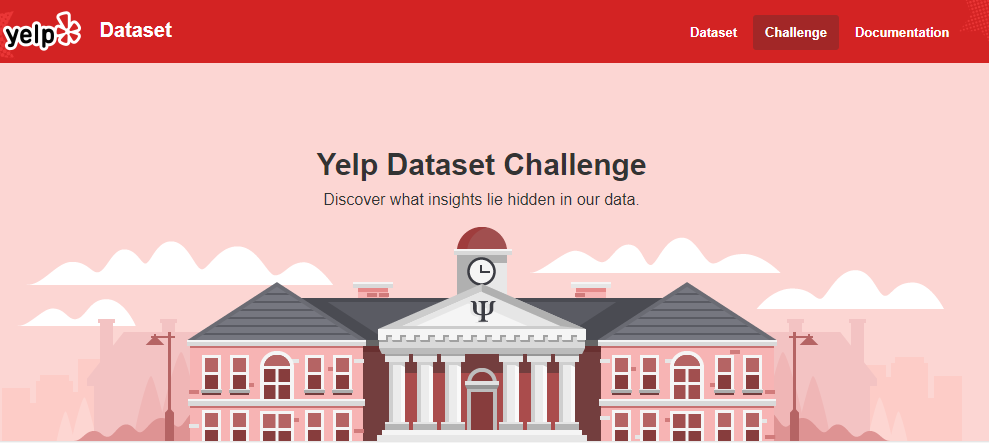 yelp Dataset
Dataset Challenge Documentation
Yelp Dataset Challenge
Discover what insights lie hidden in our data.
Ψ